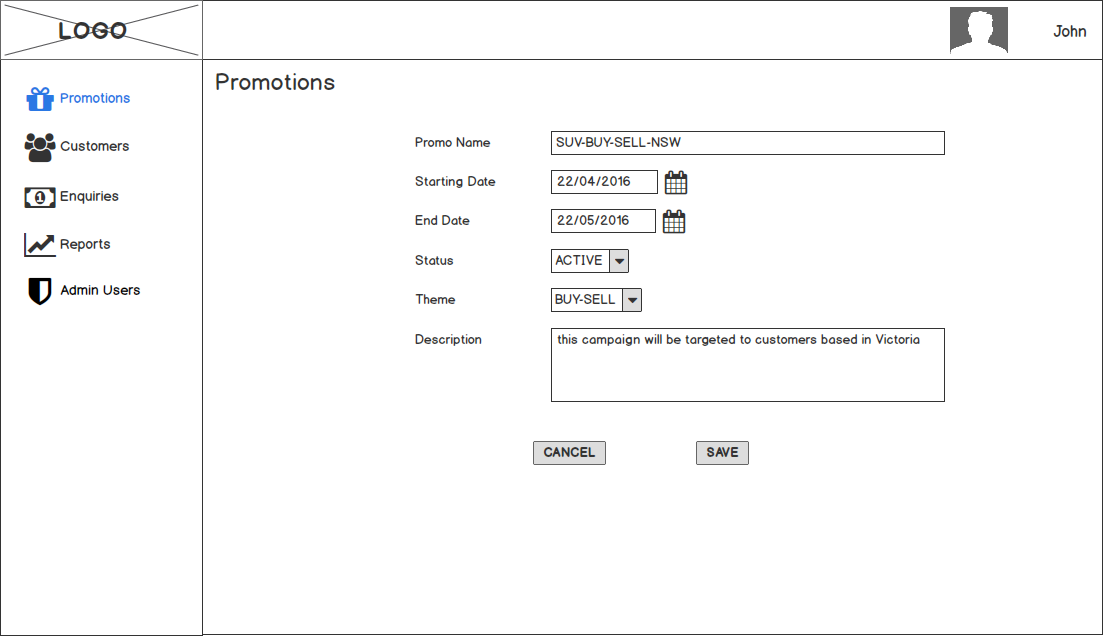 LOGO
John
Promotions
Customers
Enquiries
1
Reports
Admin Users
Promotions
Promo Name SUV-BUY-SELL-NSW
Starting Date 22/04/2016
End Date 22/05/2016
Status ACTIVE
Theme BUY-SELL
Description this campaign will be targeted to customers based in Victoria
CANCEL SAVE